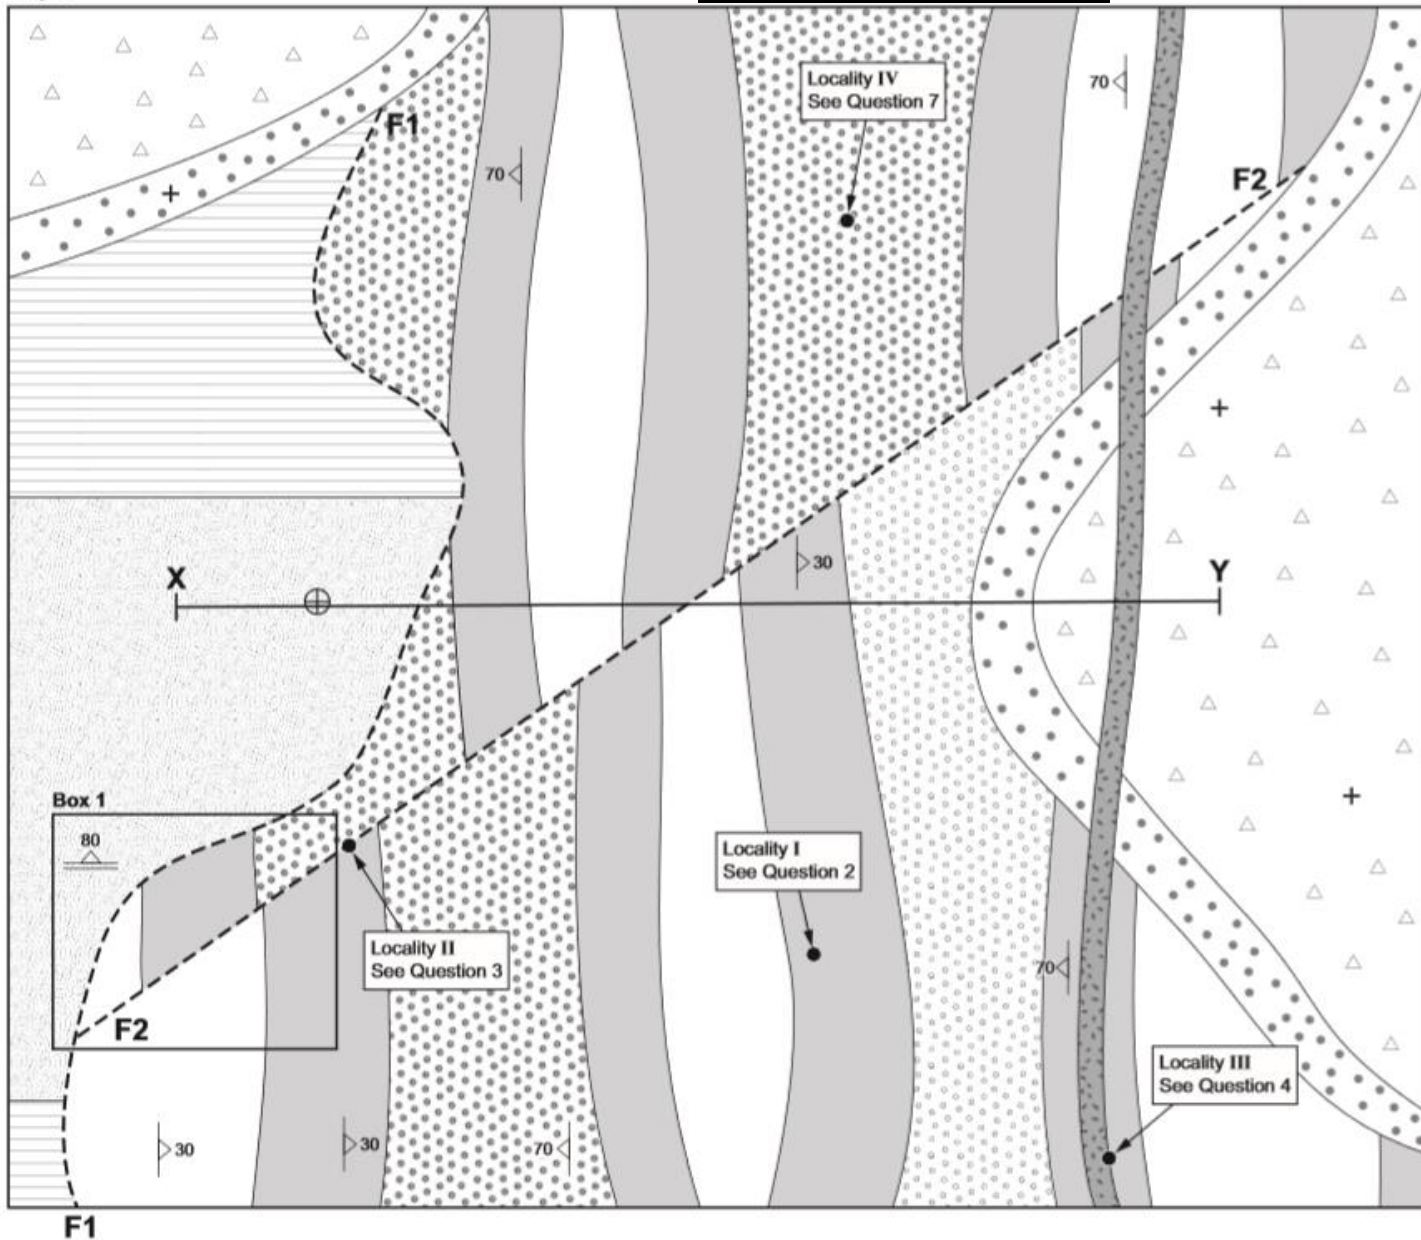 Locality IV
See Question 7
70
F1
70
F2
X
Y
30
Box 1
80
Locality I
See Question 2
Locality II
See Question 3
70
F2
Locality III
See Question 4
30
30
70
F1